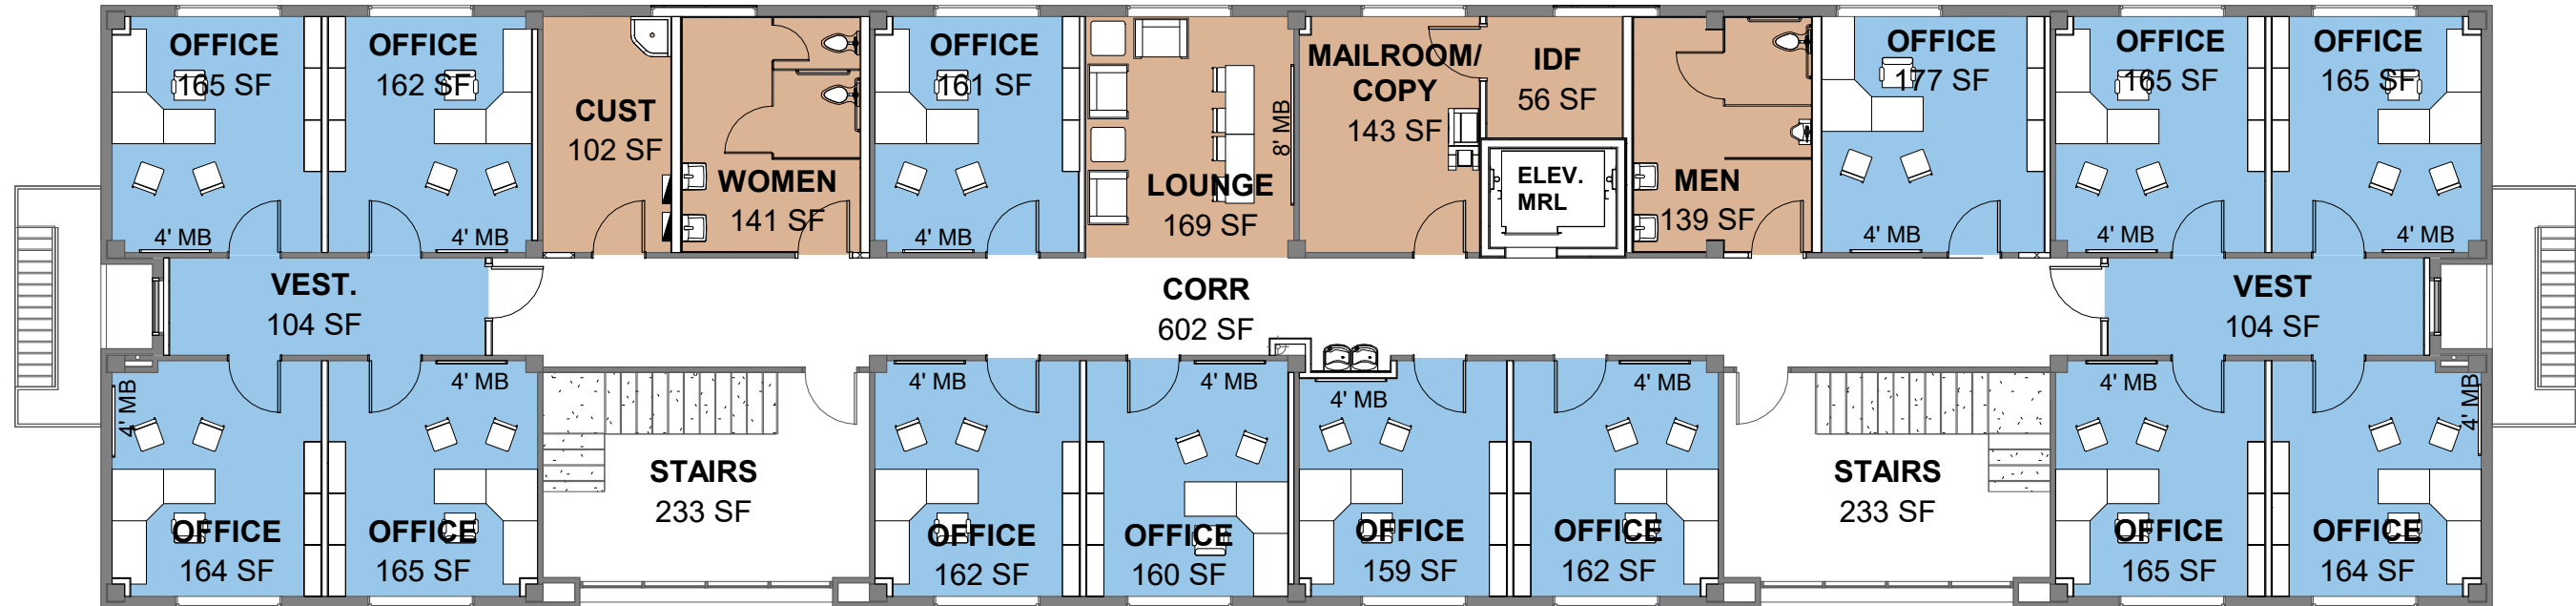 OFFICE
165 SF
4' MB
OFFICE
162 SF
4' MB
CUST
102 SF
WOMEN
141 SF
OFFICE
161 SF
4' MB
LOUNGE
169 SF
8' MB
MAILROOM/
COPY
143 SF
IDF
56 SF
ELEV.
MRL
MEN
139 SF
OFFICE
177 SF
4' MB
OFFICE
165 SF
4' MB
OFFICE
165 SF
4' MB
VEST.
104 SF
CORR
602 SF
VEST
104 SF
4' MB
OFFICE
164 SF
4' MB
OFFICE
165 SF
STAIRS
233 SF
4' MB
OFFICE
162 SF
4' MB
OFFICE
160 SF
4' MB
OFFICE
159 SF
4' MB
OFFICE
162 SF
STAIRS
233 SF
4' MB
OFFICE
165 SF
4' MB
OFFICE
164 SF